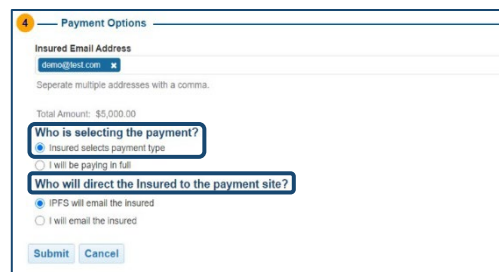 4 Payment Options
Insured Email Address
demo@test.com x
Seperate multiple addresses with a comma.
Total Amount: $5,000.00
Who is selecting the payment?
Insured selects payment type
I will be paying in full
Who will direct the Insured to the payment site?
IPFS will email the insured
I will email the insured
Submit Cancel